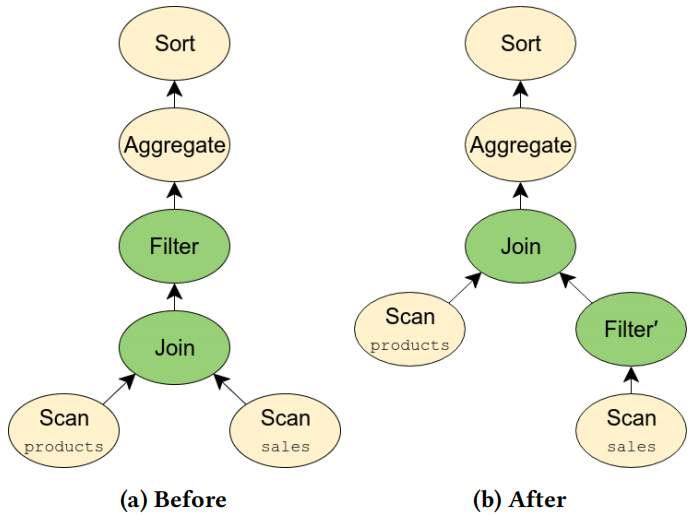 Sort
Aggregate
Filter
Join
Scan
products
Scan
sales
(a) Before
Sort
Aggregate
Join
Scan
products
Filter′
Scan
sales
(b) After